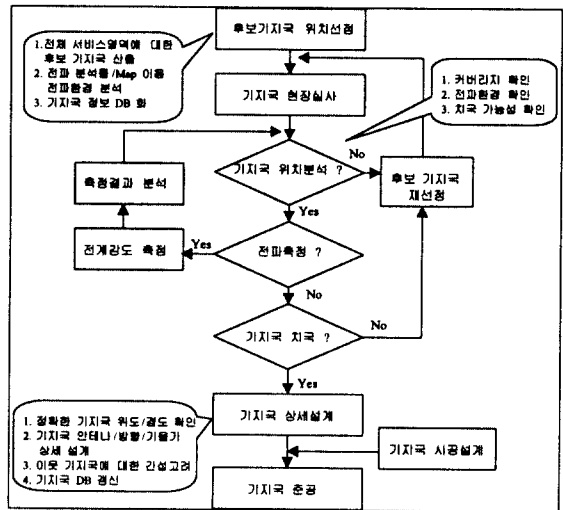 후보기지국 위치선정
1.전체 서비스영역에 대한
후보 기지국 산출
2. 전파 분석툴/Map 이용
전파환경 분석
3. 기지국 정보 DB 화
기지국 현장실사
1. 커버리지 확인
2. 전파환경 확인
3. 치국 가능성 확인
기지국 위치분석 ?
No
후보 기지국
재선정
측정결과 분석
Yes
전파측정 ?
Yes
전계강도 측정
No
기지국 치국 ?
No
Yes
기지국 상세설계
1. 정확한 기지국 위도/경도 확인
2. 기지국 안테나/방향/기울기
상세 설계
3. 이웃 기지국에 대한 간섭고려
4. 기지국 DB 갱신
기지국 시공설계
기지국 준공